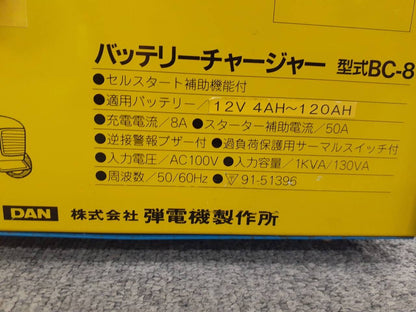 バッテリーチャージャー 型式BC-8
●セルスタート補助機能付
●適用バッテリー/12V 4AH～120AH
●充電電流/8A ●スターター補助電流/50A
●逆接警報ブザー付 ●過負荷保護用サーマルスイッチ付
●入力電圧/AC100V ●入力容量/1KVA/130VA
●周波数/50/60HZ ● 91-51396
DAN 株式会社 弾電機製作所